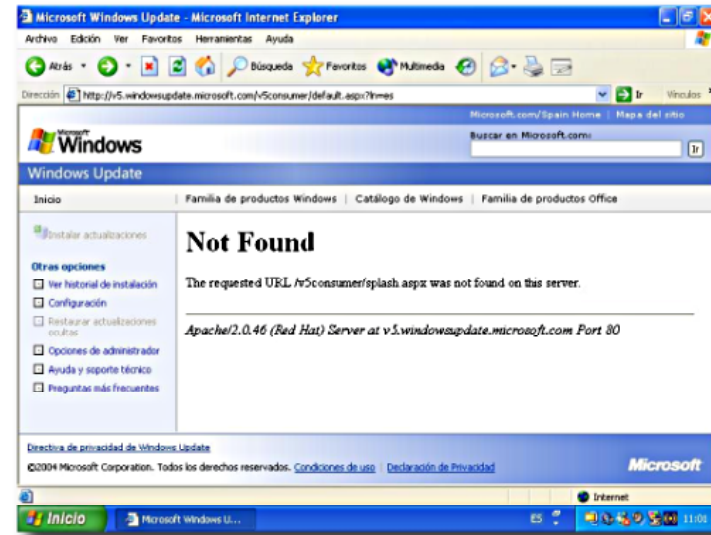 Microsoft Windows Update - Microsoft Internet Explorer
Archivo Edición Ver Favoritos Herramientas Ayuda
Atrás Búsqueda Favoritos Multimedia
Dirección http://v5.windowsupdate.microsoft.com/v5consumer/default.aspx?ln=es Ir Vínculos
Microsoft.com/Spain Home | Mapa del sitio
Microsoft Windows
Buscar en Microsoft.com:
Ir
Windows Update
Inicio | Familia de productos Windows | Catálogo de Windows | Familia de productos Office
Instalar actualizaciones
Not Found
Otras opciones
The requested URL /v5consumer/splash.aspx was not found on this server.
Ver historial de instalación
Configuración
Restaurar actualizaciones
ocultas
Apache/2.0.46 (Red Hat) Server at v5.windowsupdate.microsoft.com Port 80
Opciones de administrador
Ayuda y soporte técnico
Preguntas más frecuentes
Directiva de privacidad de Windows Update
©2004 Microsoft Corporation. Todos los derechos reservados. Condiciones de uso | Declaración de Privacidad
Microsoft
Internet
Inicio Microsoft Windows U... ES 11:01